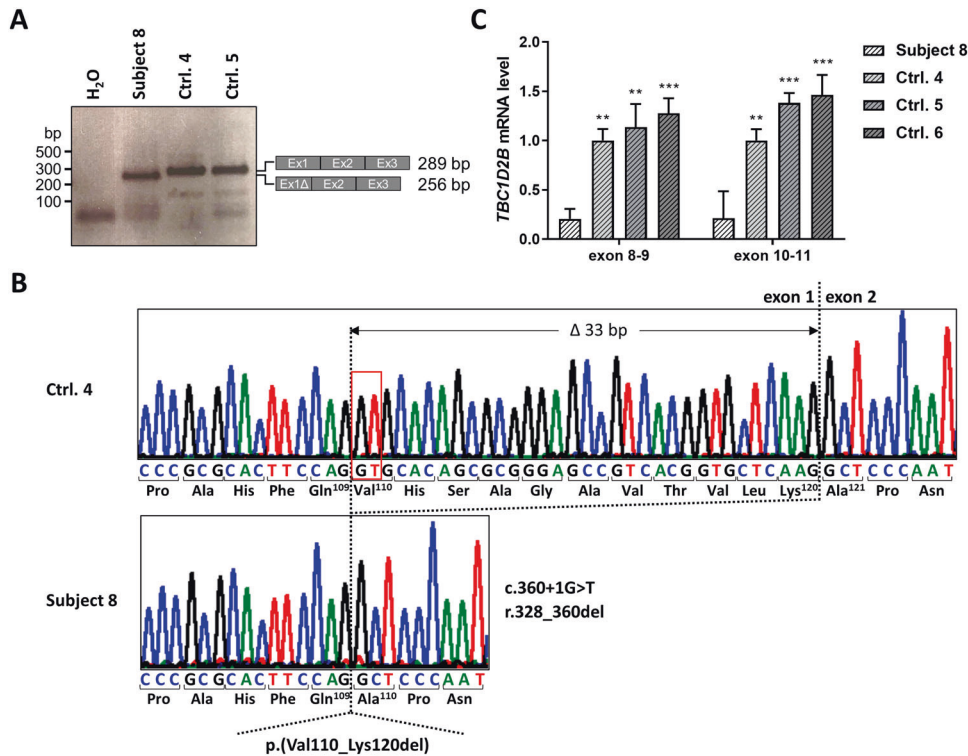 A
H₂O
Subject 8
Ctrl. 4
Ctrl. 5
bp
500
300
200
100
Ex1 Ex2 Ex3 289 bp
Ex1Δ Ex2 Ex3 256 bp
C
TBC1D2B mRNA level
2.0
1.5
1.0
0.5
0.0
** ** ***
** *** ***
exon 8-9 exon 10-11
Subject 8
Ctrl. 4
Ctrl. 5
Ctrl. 6
B
exon 1 exon 2
Δ 33 bp
Ctrl. 4
C C C G C G C A C T T C C A G G T G C A C A G C G C G G G A G C C G T C A C G G T G C T C A A G G C T C C C A A T
Pro Ala His Phe Gln¹⁰⁹ Val¹¹⁰ His Ser Ala Gly Ala Val Thr Val Leu Lys¹²⁰ Ala¹²¹ Pro Asn
Subject 8
c.360+1G>T
r.328_360del
C C C G C G C A C T T C C A G G C T C C C A A T
Pro Ala His Phe Gln¹⁰⁹ Ala¹¹⁰ Pro Asn
p.(Val110_Lys120del)